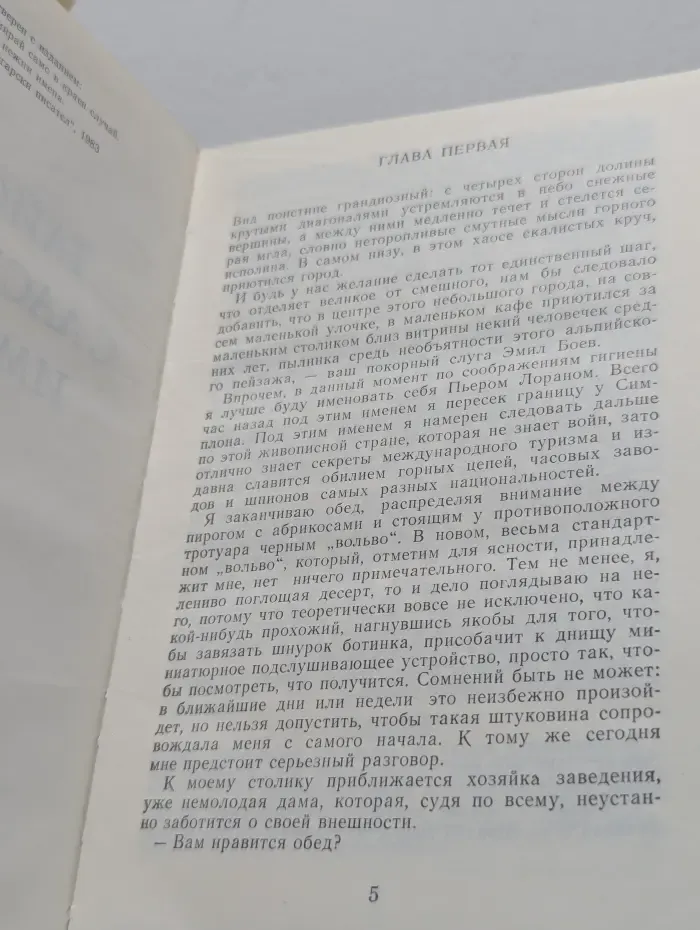 верен с изданием:
умирай само в краен случай.
нежни имена.
гарски писател", 1983
ГЛАВА ПЕРВАЯ
Вид поистине грандиозный: с четырех сторон долины
крутыми диагоналями устремляются в небо снежные
вершины, а между ними медленно течет и стелется се-
рая мгла, словно неторопливые смутные мысли горного
исполина. В самом низу, в этом хаосе скалистых круч,
приютился город.
И будь у нас желание сделать тот единственный шаг,
что отделяет великое от смешного, нам бы следовало
добавить, что в центре этого небольшого города, на сов-
сем маленькой улочке, в маленьком кафе приютился за
маленьким столиком близ витрины некий человечек сред-
них лет, пылинка средь необъятности этого альпийско-
го пейзажа, — ваш покорный слуга Эмил Боев.
Впрочем, в данный момент по соображениям гигиены
я лучше буду именовать себя Пьером Лораном. Всего
час назад под этим именем я пересек границу у Сим-
плона. Под этим именем я намерен следовать дальше
по этой живописной стране, которая не знает войн, зато
отлично знает секреты международного туризма и из-
давна славится обилием горных цепей, часовых заво-
дов и шпионов самых разных национальностей.
Я заканчиваю обед, распределяя внимание между
пирогом с абрикосами и стоящим у противоположного
тротуара черным „вольво“. В новом, весьма стандарт-
ном „вольво“, который, отметим для ясности, принадле-
жит мне, нет ничего примечательного. Тем не менее, я,
лениво поглощая десерт, то и дело поглядываю на не-
го, потому что теоретически вовсе не исключено, что ка-
кой-нибудь прохожий, нагнувшись якобы для того, что-
бы завязать шнурок ботинка, присобачит к днищу ми-
ниатюрное подслушивающее устройство, просто так, что-
бы посмотреть, что получится. Сомнений быть не может:
в ближайшие дни или недели это неизбежно произой-
дет, но нельзя допустить, чтобы такая штуковина сопро-
вождала меня с самого начала. К тому же сегодня
мне предстоит серьезный разговор.
К моему столику приближается хозяйка заведения,
уже немолодая дама, которая, судя по всему, неустан-
но заботится о своей внешности.
— Вам нравится обед?
5